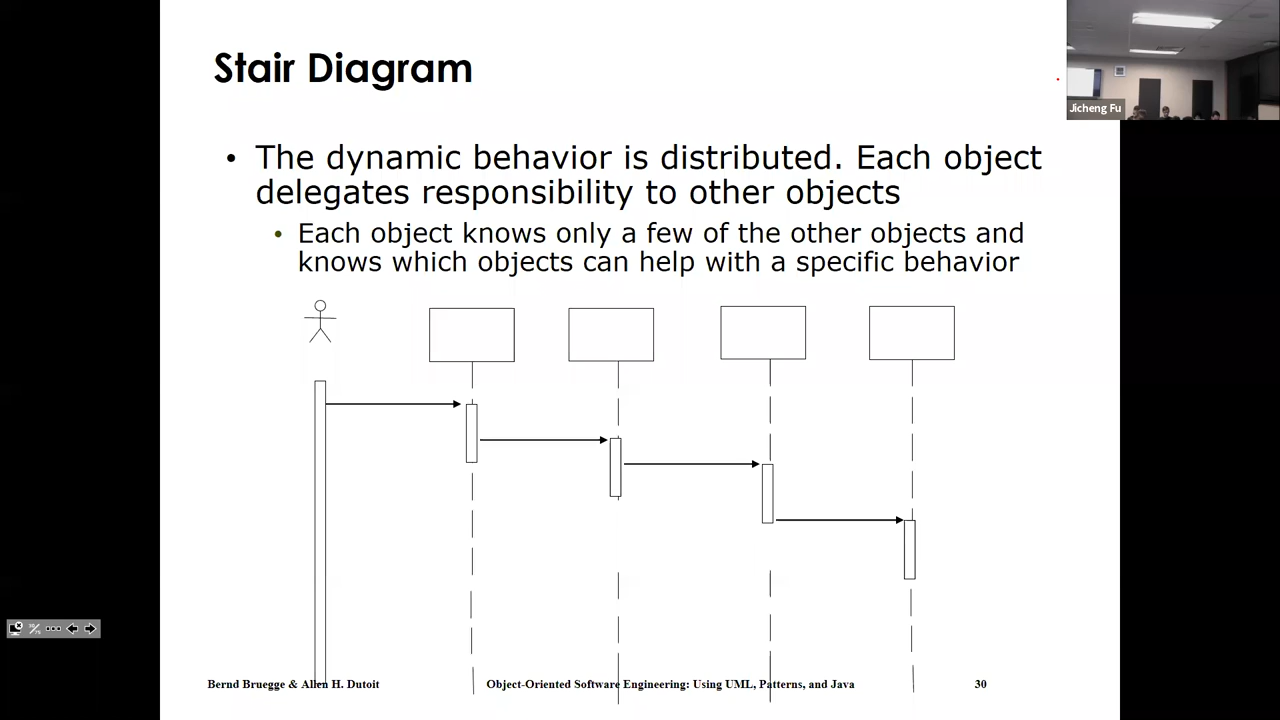 Stair Diagram
Jicheng Fu
• The dynamic behavior is distributed. Each object
delegates responsibility to other objects
• Each object knows only a few of the other objects and
knows which objects can help with a specific behavior
Bernd Bruegge & Allen H. Dutoit
Object-Oriented Software Engineering: Using UML, Patterns, and Java
30